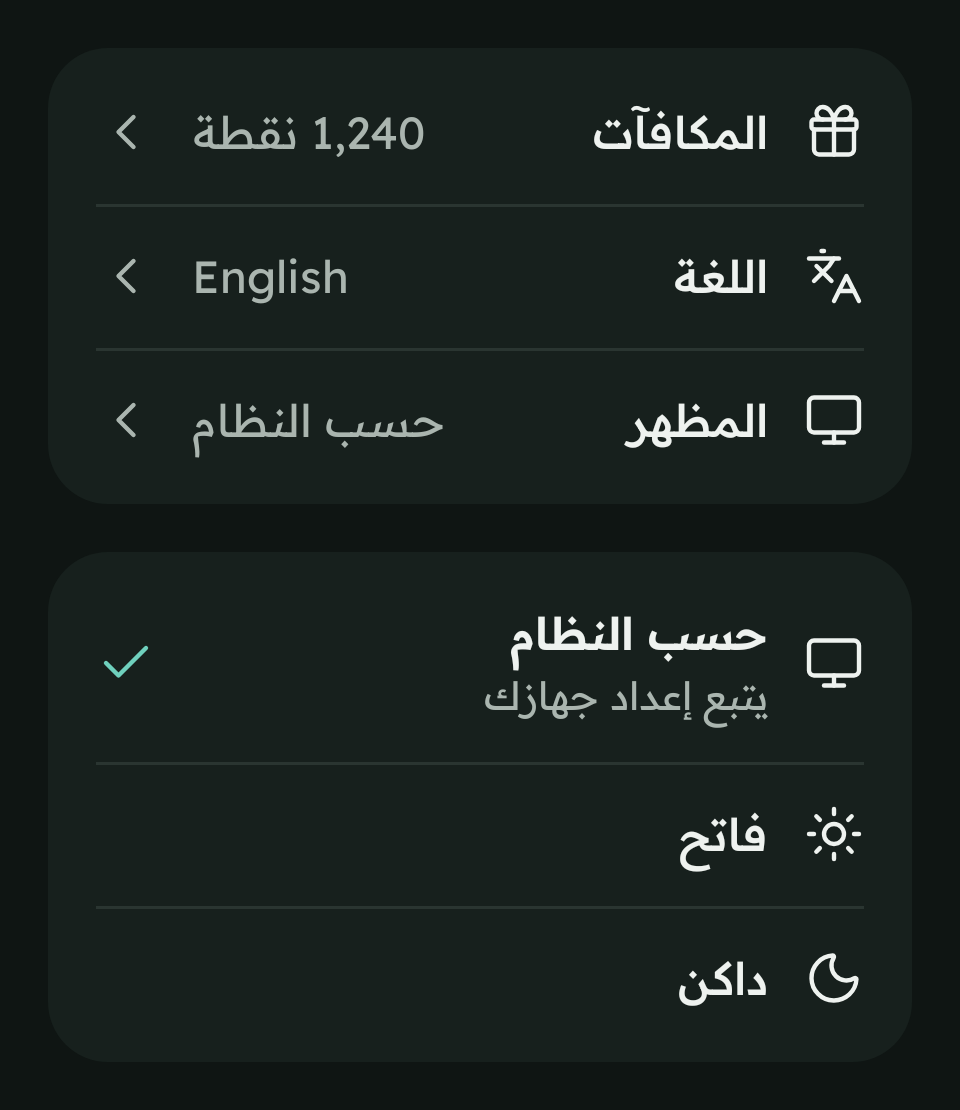 المكافآت 1,240 نقطة
اللغة English
المظهر حسب النظام
حسب النظام
يتبع إعداد جهازك
فاتح
داكن